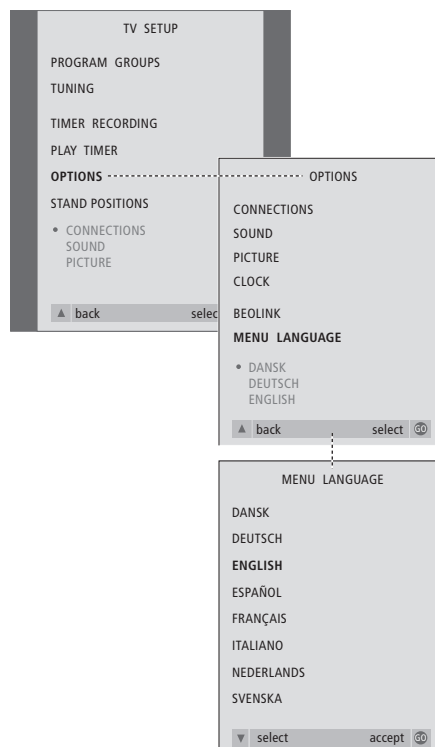 TV SETUP
PROGRAM GROUPS
TUNING
TIMER RECORDING
PLAY TIMER
OPTIONS
STAND POSITIONS
• CONNECTIONS
SOUND
PICTURE
▲ back selec
OPTIONS
CONNECTIONS
SOUND
PICTURE
CLOCK
BEOLINK
MENU LANGUAGE
• DANSK
DEUTSCH
ENGLISH
▲ back select GO
MENU LANGUAGE
DANSK
DEUTSCH
ENGLISH
ESPAÑOL
FRANÇAIS
ITALIANO
NEDERLANDS
SVENSKA
▼ select accept GO